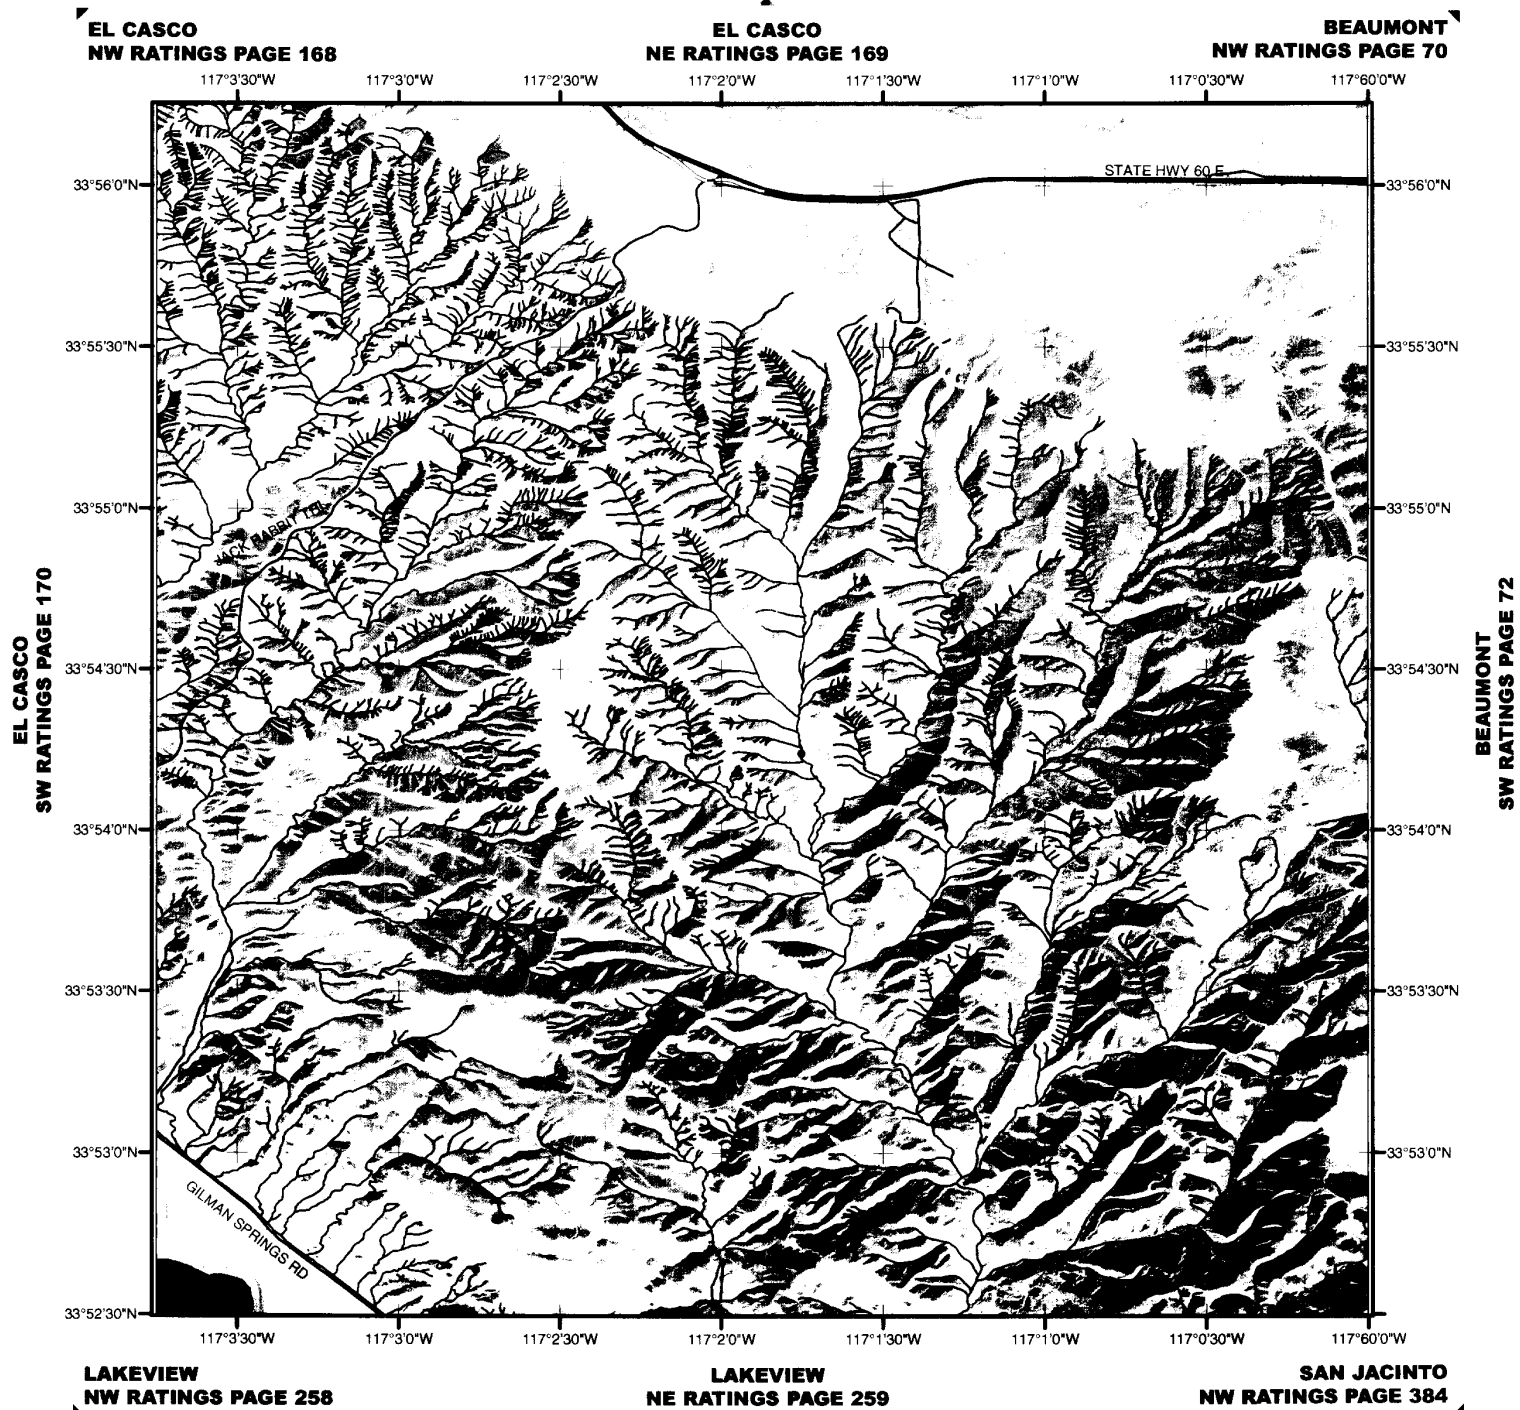 EL CASCO
NW RATINGS PAGE 168
EL CASCO
NE RATINGS PAGE 169
BEAUMONT
NW RATINGS PAGE 70
117°3'30"W 117°3'0"W 117°2'30"W 117°2'0"W 117°1'30"W 117°1'0"W 117°0'30"W 117°60'0"W
STATE HWY 60 E
33°56'0"N 33°56'0"N
33°55'30"N 33°55'30"N
33°55'0"N 33°55'0"N
JACK RABBIT TRL
EL CASCO
SW RATINGS PAGE 170
BEAUMONT
SW RATINGS PAGE 72
33°54'30"N 33°54'30"N
33°54'0"N 33°54'0"N
33°53'30"N 33°53'30"N
33°53'0"N 33°53'0"N
GILMAN SPRINGS RD
33°52'30"N
117°3'30"W 117°3'0"W 117°2'30"W 117°2'0"W 117°1'30"W 117°1'0"W 117°0'30"W 117°60'0"W
LAKEVIEW
NW RATINGS PAGE 258
LAKEVIEW
NE RATINGS PAGE 259
SAN JACINTO
NW RATINGS PAGE 384